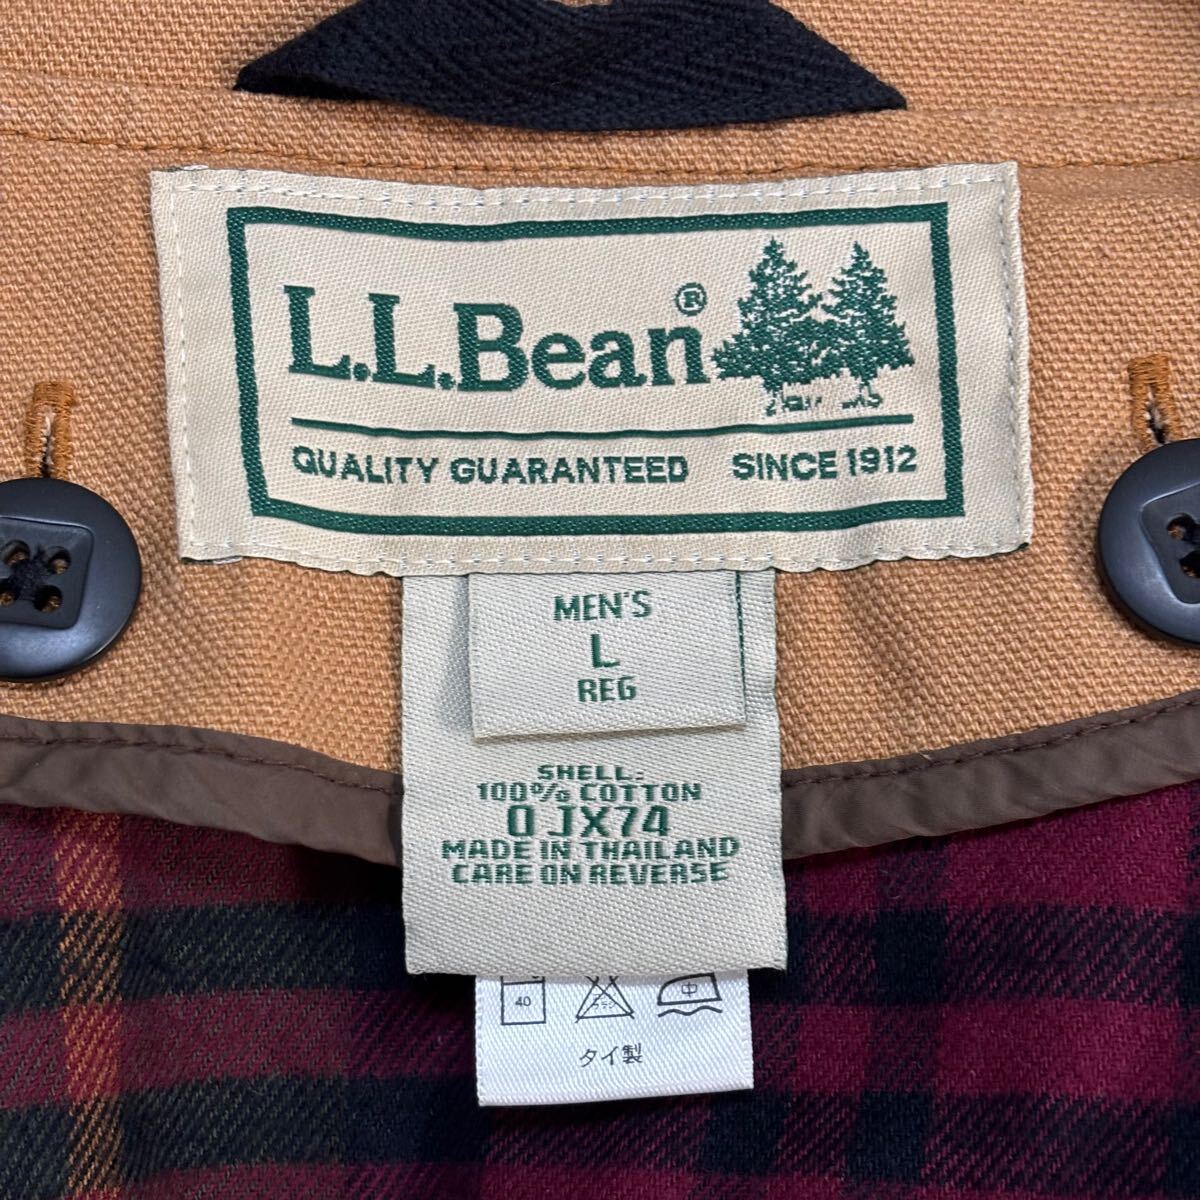 L.L.Bean®
QUALITY GUARANTEED SINCE 1912
MEN'S
L
REG
SHELL:
100% COTTON
0JX74
MADE IN THAILAND
CARE ON REVERSE
40 中
タイ製